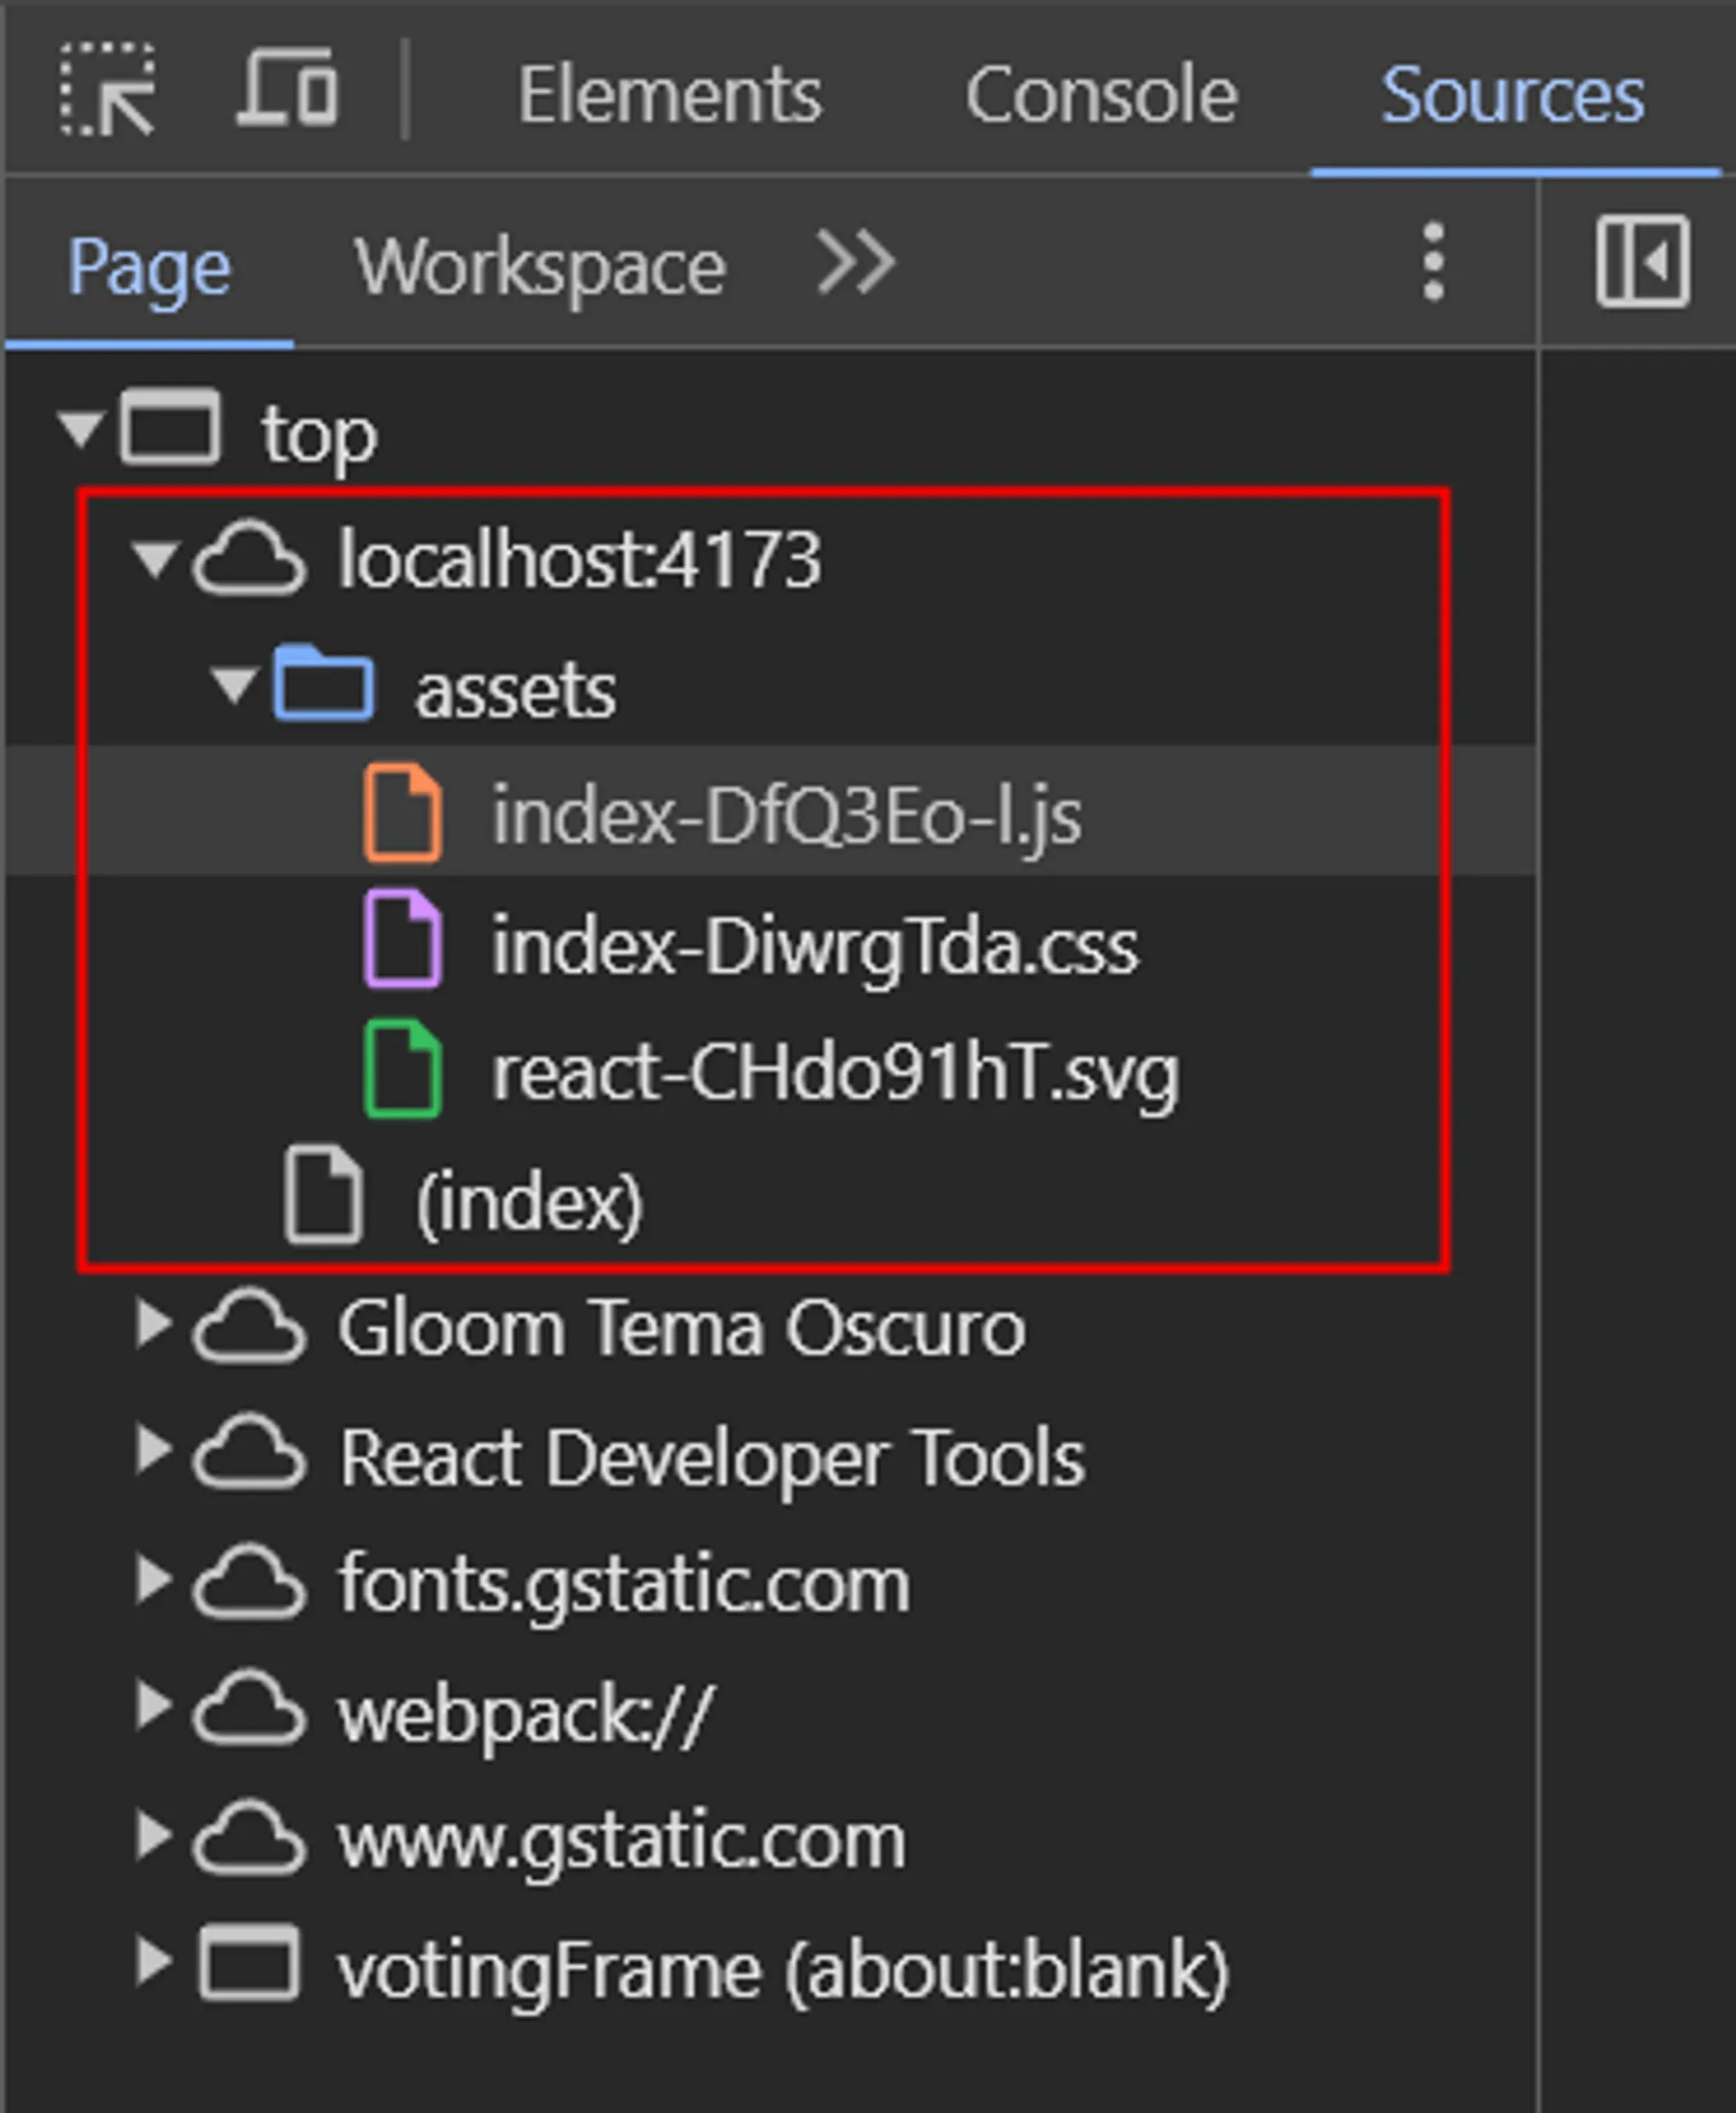 Elements Console Sources
Page Workspace
top
localhost:4173
assets
index-DfQ3Eo-l.js
index-DiwrgTda.css
react-CHdo91hT.svg
(index)
Gloom Tema Oscuro
React Developer Tools
fonts.gstatic.com
webpack://
www.gstatic.com
votingFrame (about:blank)